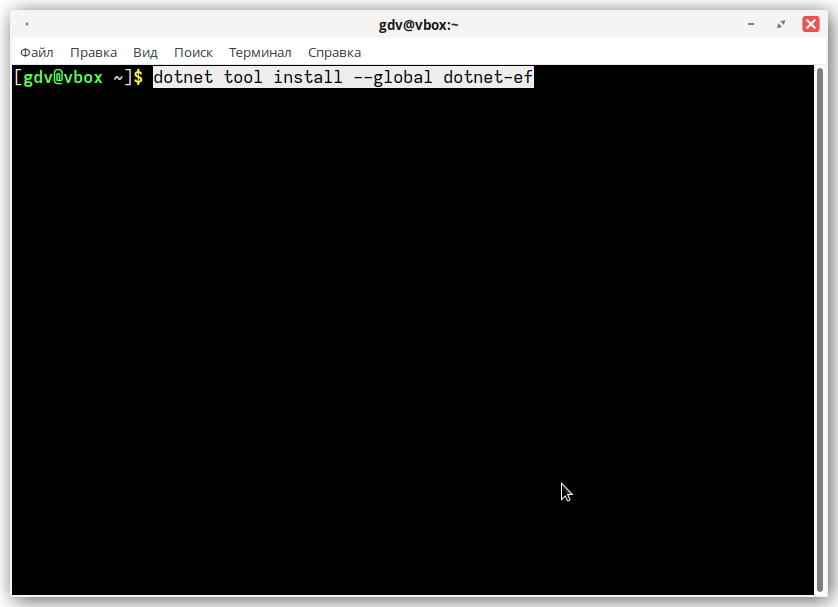 gdv@vbox:~
Файл Правка Вид Поиск Терминал Справка
[gdv@vbox ~]$ dotnet tool install --global dotnet-ef